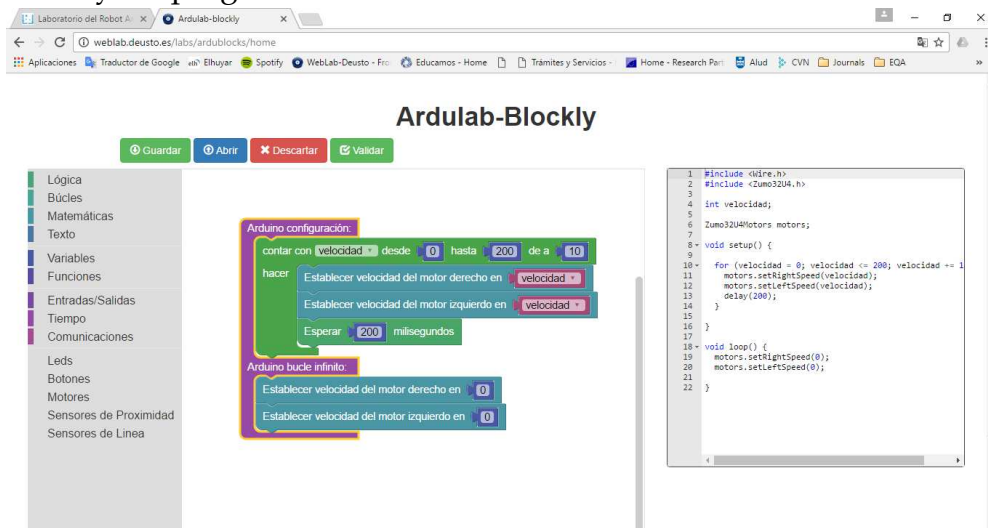 Laboratorio del Robot A
Ardulab-blockly
weblab.deusto.es/labs/ardublocks/home
Aplicaciones Traductor de Google Elhuyar Spotify WebLab-Deusto - Fro Educamos - Home Trámites y Servicios - Home - Research Part Alud CVN Journals EQA
Ardulab-Blockly
Guardar Abrir Descartar Validar
Lógica
Búcles
Matemáticas
Texto
Variables
Funciones
Entradas/Salidas
Tiempo
Comunicaciones
Leds
Botones
Motores
Sensores de Proximidad
Sensores de Linea
Arduino configuración:
contar con velocidad desde 0 hasta 200 de a 10
hacer Establecer velocidad del motor derecho en velocidad
Establecer velocidad del motor izquierdo en velocidad
Esperar 200 milisegundos
Arduino bucle infinito:
Establecer velocidad del motor derecho en 0
Establecer velocidad del motor izquierdo en 0
1 #include <Wire.h>
2 #include <Zumo32U4.h>
3
4 int velocidad;
5
6 Zumo32U4Motors motors;
7
8 void setup() {
9
10 for (velocidad = 0; velocidad <= 200; velocidad += 1
11 motors.setRightSpeed(velocidad);
12 motors.setLeftSpeed(velocidad);
13 delay(200);
14 }
15
16 }
17
18 void loop() {
19 motors.setRightSpeed(0);
20 motors.setLeftSpeed(0);
21
22 }